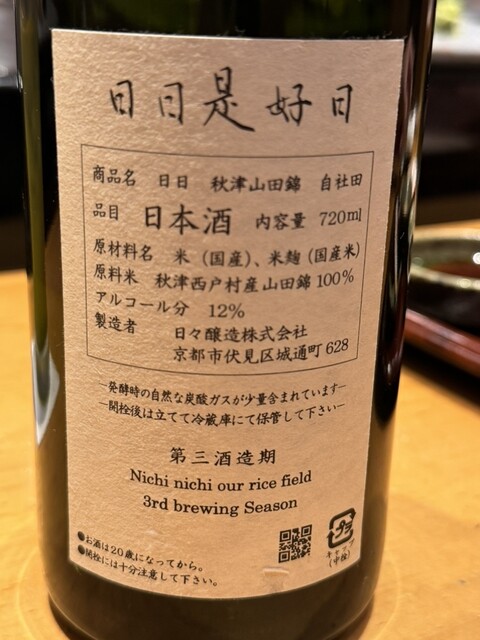 日日是好日
商品名 日日 秋津山田錦 自社田
品目 日本酒 内容量 720ml
原材料名 米（国産）、米麹（国産米）
原料米 秋津西戸村産山田錦100%
アルコール分 12%
製造者 日々醸造株式会社
京都市伏見区城通町628
―発酵時の自然な炭酸ガスが少量含まれています―
―開栓後は立てて冷蔵庫にて保管して下さい―
第三酒造期
Nichi nichi our rice field
3rd brewing Season
●お酒は20歳になってから。
●開栓には十分注意して下さい。
キャップ
(中栓)